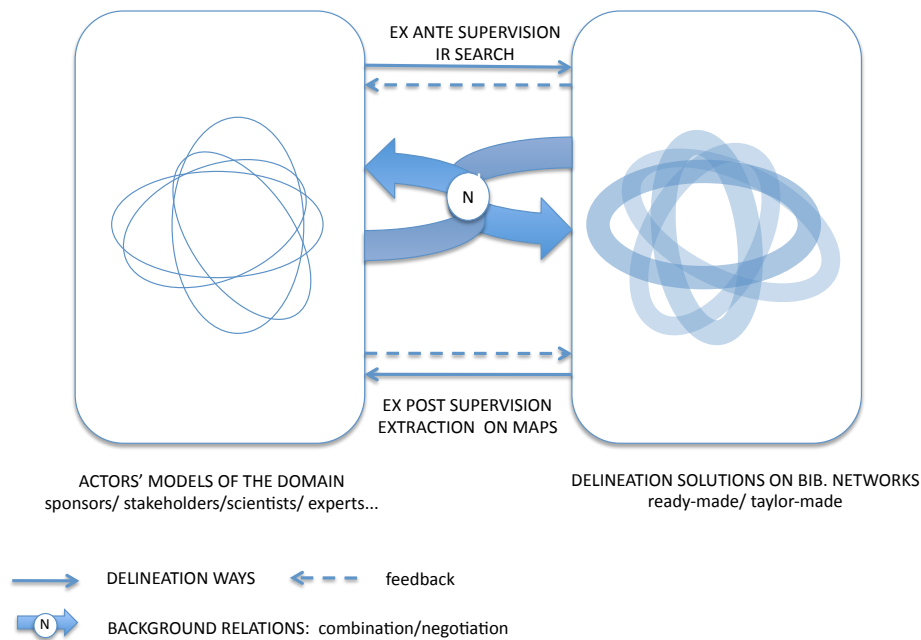 EX ANTE SUPERVISION
IR SEARCH
N
EX POST SUPERVISION
EXTRACTION ON MAPS
ACTORS' MODELS OF THE DOMAIN
sponsors/ stakeholders/scientists/ experts...
DELINEATION SOLUTIONS ON BIB. NETWORKS
ready-made/ taylor-made
DELINEATION WAYS
feedback
N
BACKGROUND RELATIONS: combination/negotiation